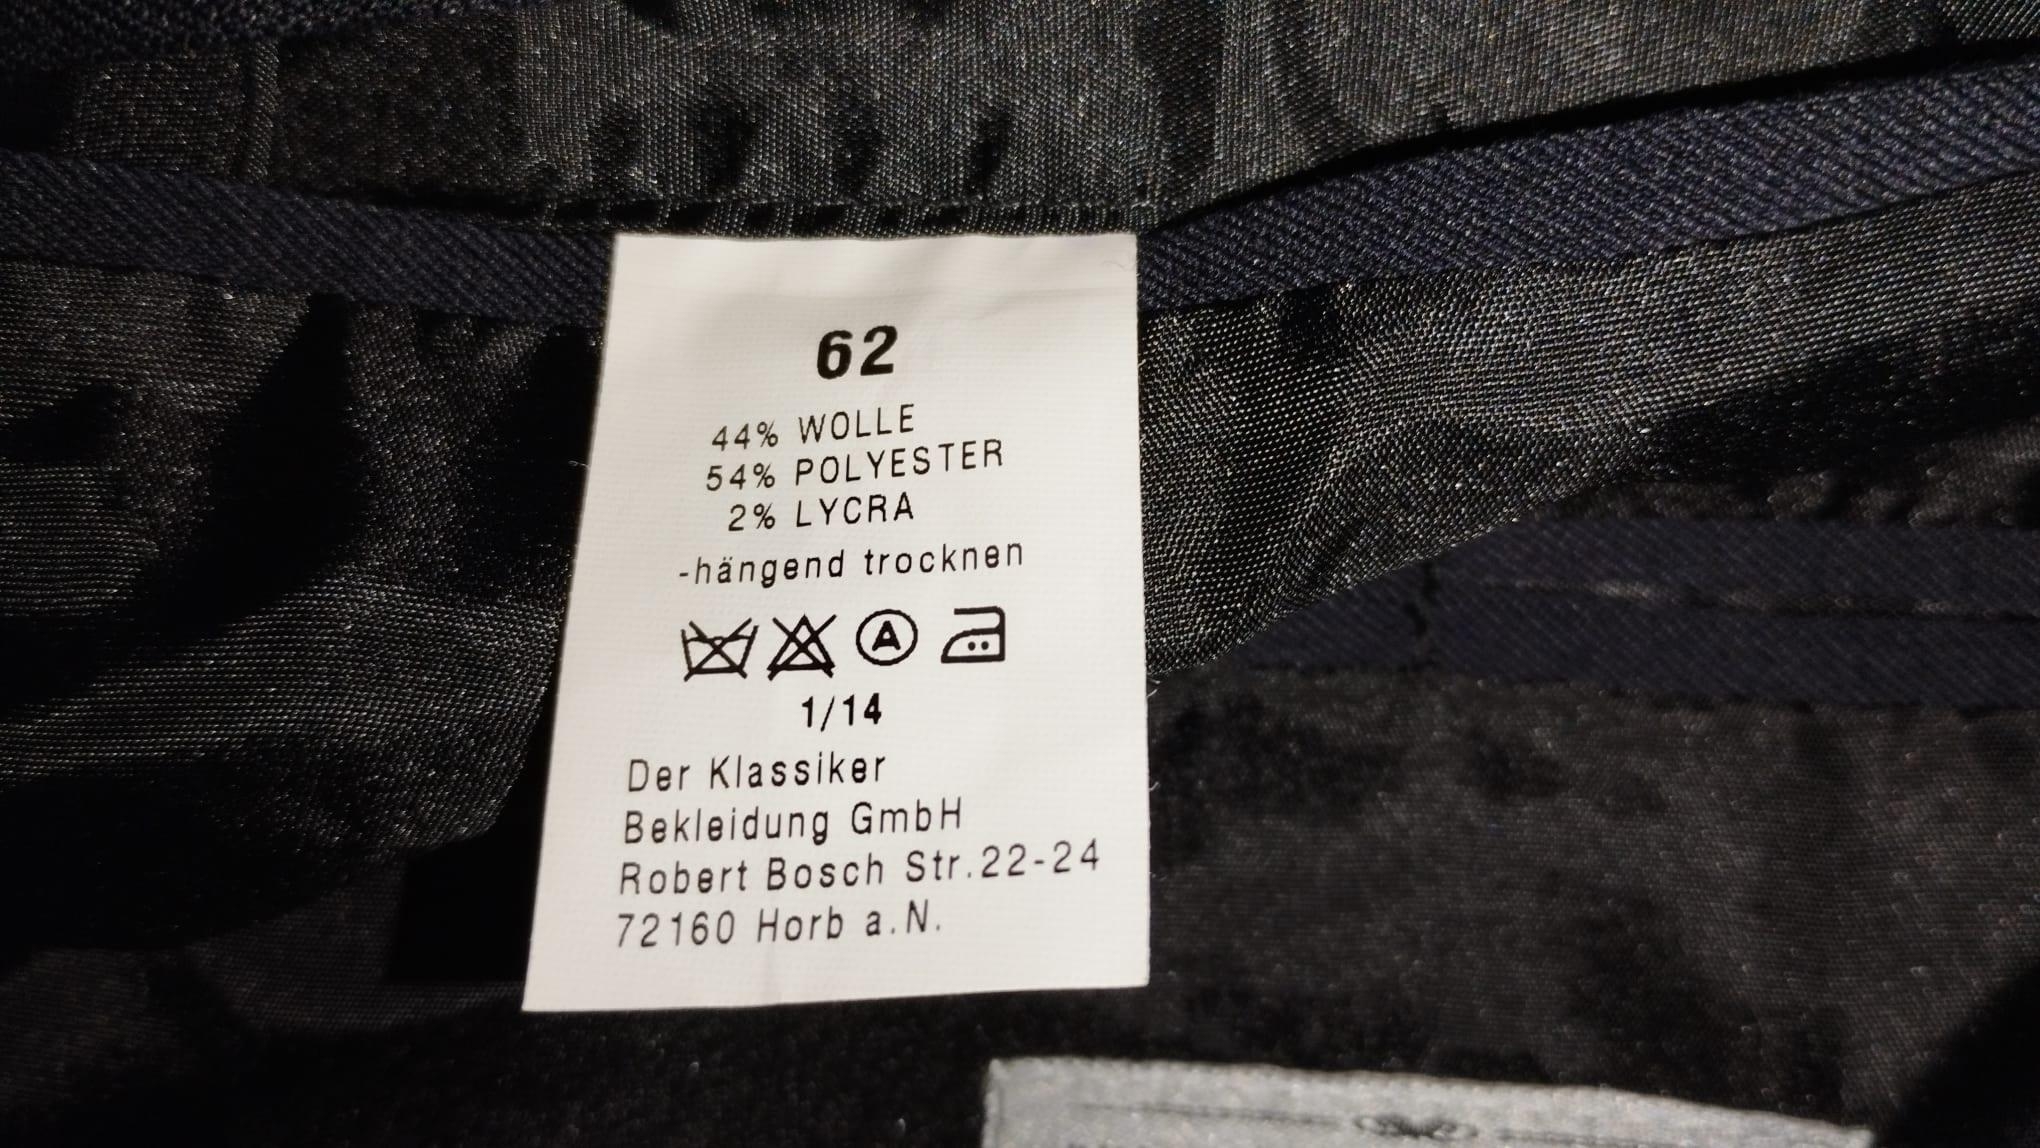 62
44% WOLLE
54% POLYESTER
2% LYCRA
-hängend trocknen
A
1/14
Der Klassiker
Bekleidung GmbH
Robert Bosch Str.22-24
72160 Horb a.N.